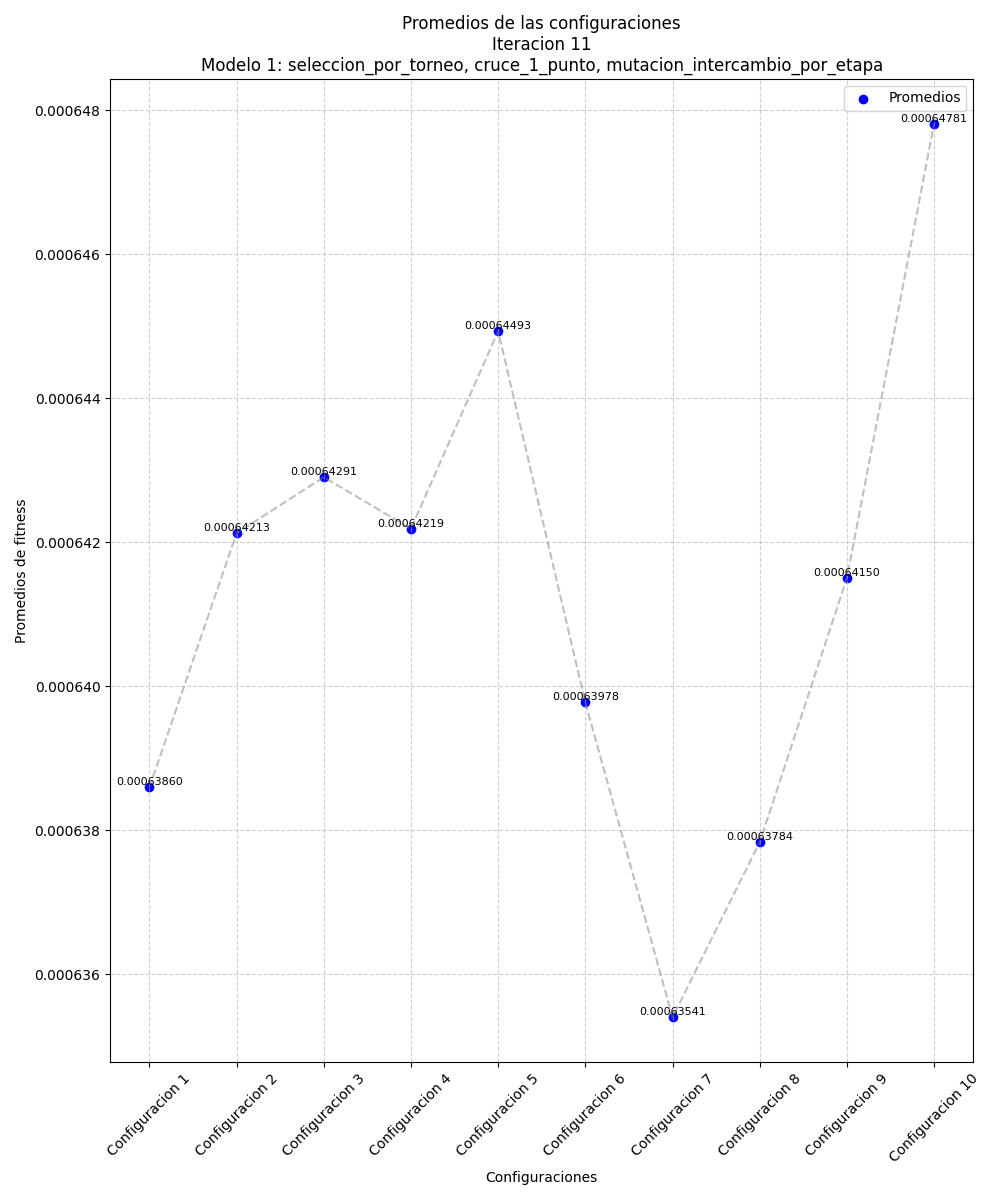 Promedios de las configuraciones
Iteracion 11
Modelo 1: seleccion_por_torneo, cruce_1_punto, mutacion_intercambio_por_etapa
Promedios
0.000648
0.000646
0.000644
0.000642
0.000640
0.000638
0.000636
Promedios de fitness
0.00063860
0.00064213
0.00064291
0.00064219
0.00064493
0.00063978
0.00063541
0.00063784
0.00064150
0.00064781
Configuracion 1
Configuracion 2
Configuracion 3
Configuracion 4
Configuracion 5
Configuracion 6
Configuracion 7
Configuracion 8
Configuracion 9
Configuracion 10
Configuraciones